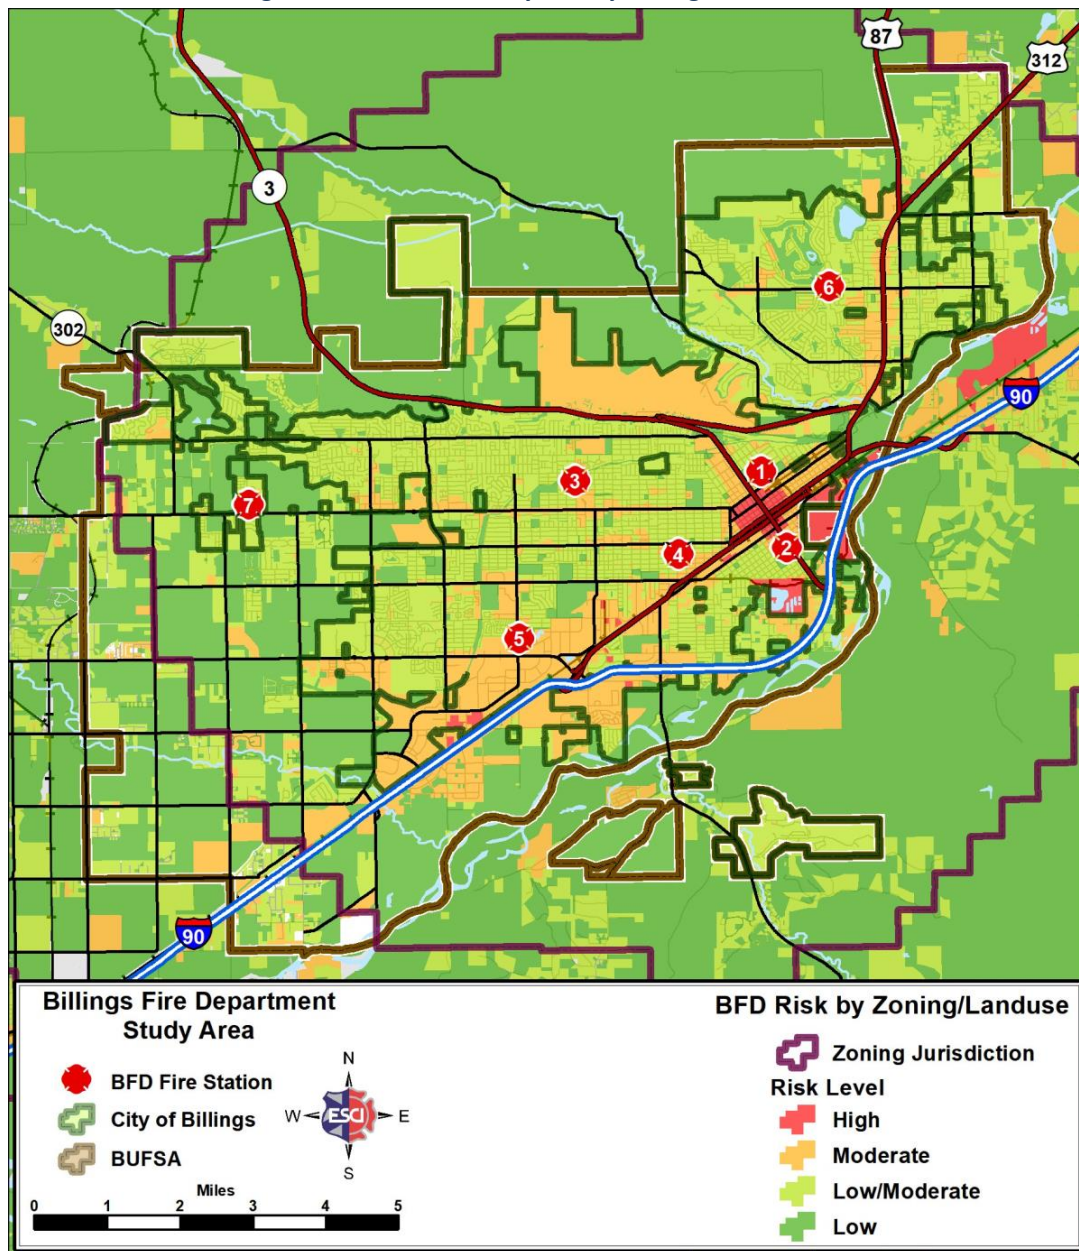 87
312
3
302
6
90
1
3
7
2
4
5
90
Billings Fire Department
Study Area
BFD Fire Station
City of Billings
BUFSA
N
W
ESCI
E
S
Miles
0 1 2 3 4 5
BFD Risk by Zoning/Landuse
Zoning Jurisdiction
Risk Level
High
Moderate
Low/Moderate
Low